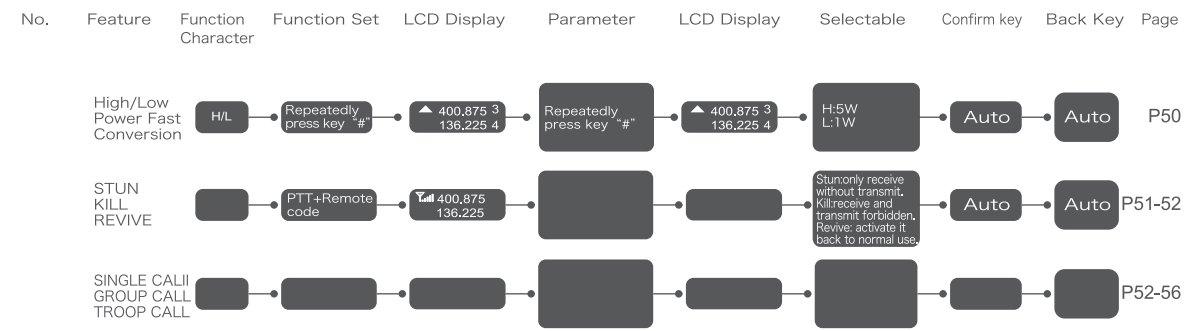 No. Feature Function Character Function Set LCD Display Parameter LCD Display Selectable Confirm key Back Key Page
High/Low
Power Fast
Conversion
H/L
Repeatedly
press key “#”
400.875 3
136.225 4
Repeatedly
press key “#”
400.875 3
136.225 4
H:5W
L:1W
Auto
Auto
P50
STUN
KILL
REVIVE
PTT+Remote
code
400.875
136.225
Stun:only receive
without transmit.
Kill:receive and
transmit forbidden.
Revive: activate it
back to normal use.
Auto
Auto
P51-52
SINGLE CALII
GROUP CALL
TROOP CALL
P52-56